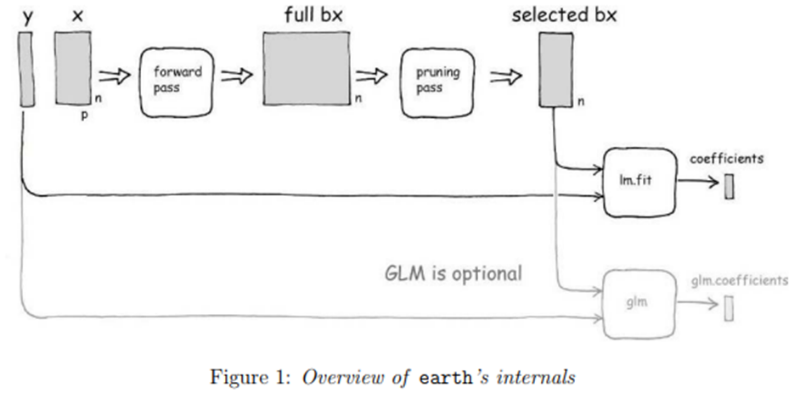 y
x
full bx
selected bx
forward
pass
pruning
pass
n
n
n
p
coefficients
lm.fit
GLM is optional
glm.coefficients
glm
Figure 1: Overview of earth's internals